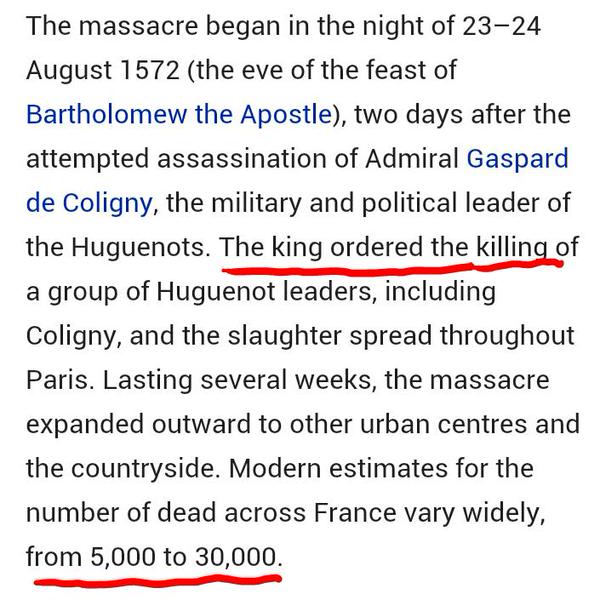 The massacre began in the night of 23–24
August 1572 (the eve of the feast of
Bartholomew the Apostle), two days after the
attempted assassination of Admiral Gaspard
de Coligny, the military and political leader of
the Huguenots. The king ordered the killing of
a group of Huguenot leaders, including
Coligny, and the slaughter spread throughout
Paris. Lasting several weeks, the massacre
expanded outward to other urban centres and
the countryside. Modern estimates for the
number of dead across France vary widely,
from 5,000 to 30,000.